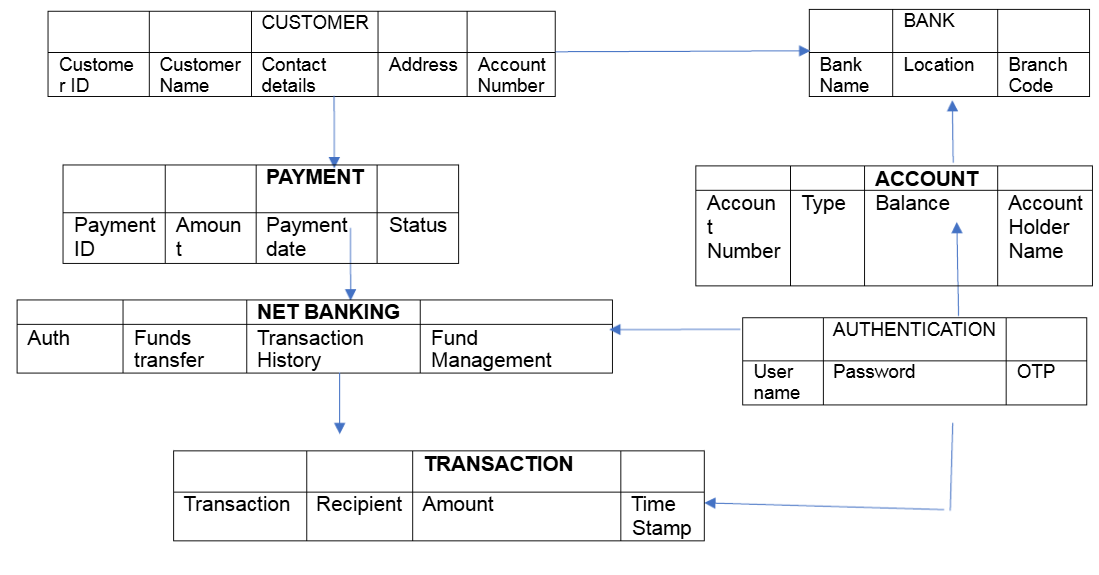 CUSTOMER
Custome
r ID
Customer
Name
Contact
details
Address
Account
Number
BANK
Bank
Name
Location
Branch
Code
PAYMENT
Payment
ID
Amoun
t
Payment
date
Status
ACCOUNT
Accoun
t
Number
Type
Balance
Account
Holder
Name
NET BANKING
Auth
Funds
transfer
Transaction
History
Fund
Management
AUTHENTICATION
User
name
Password
OTP
TRANSACTION
Transaction
Recipient
Amount
Time
Stamp